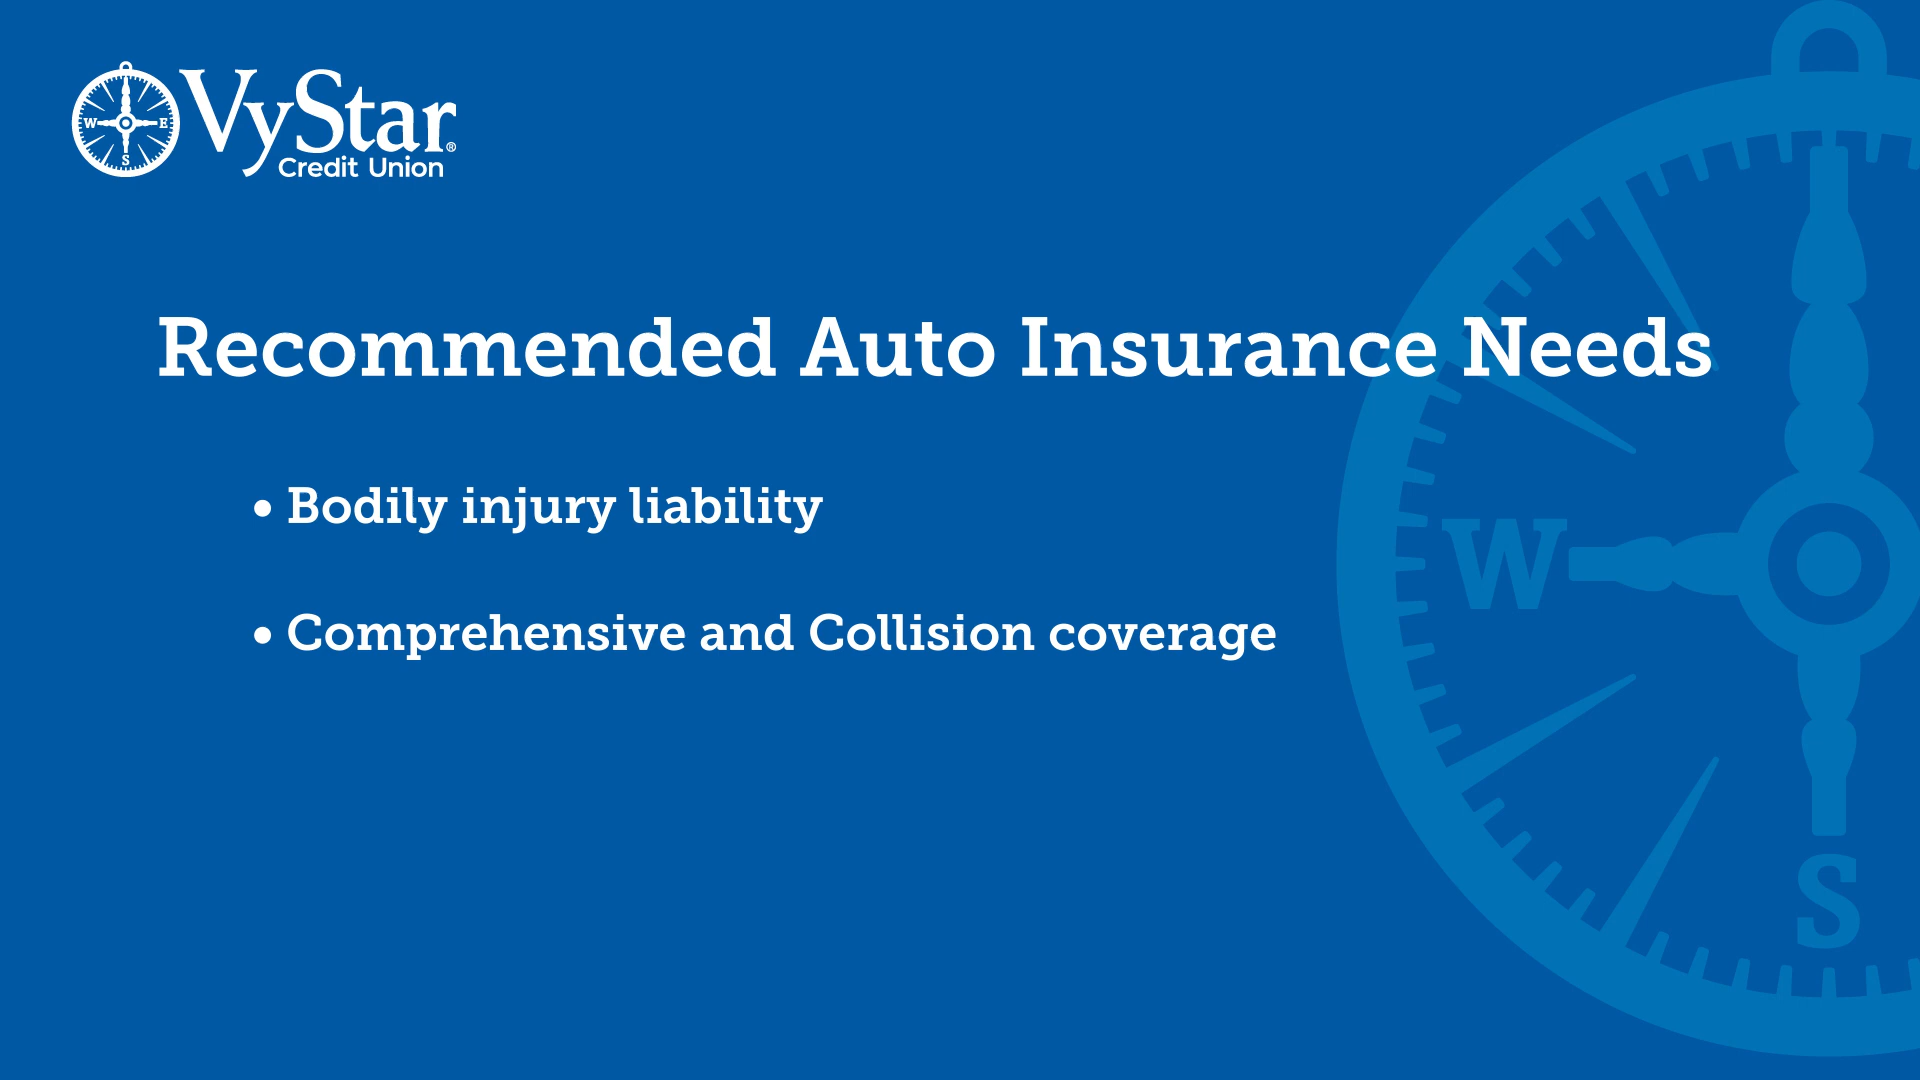 W E
S
VyStar®
Credit Union
Recommended Auto Insurance Needs
• Bodily injury liability
• Comprehensive and Collision coverage
W
S